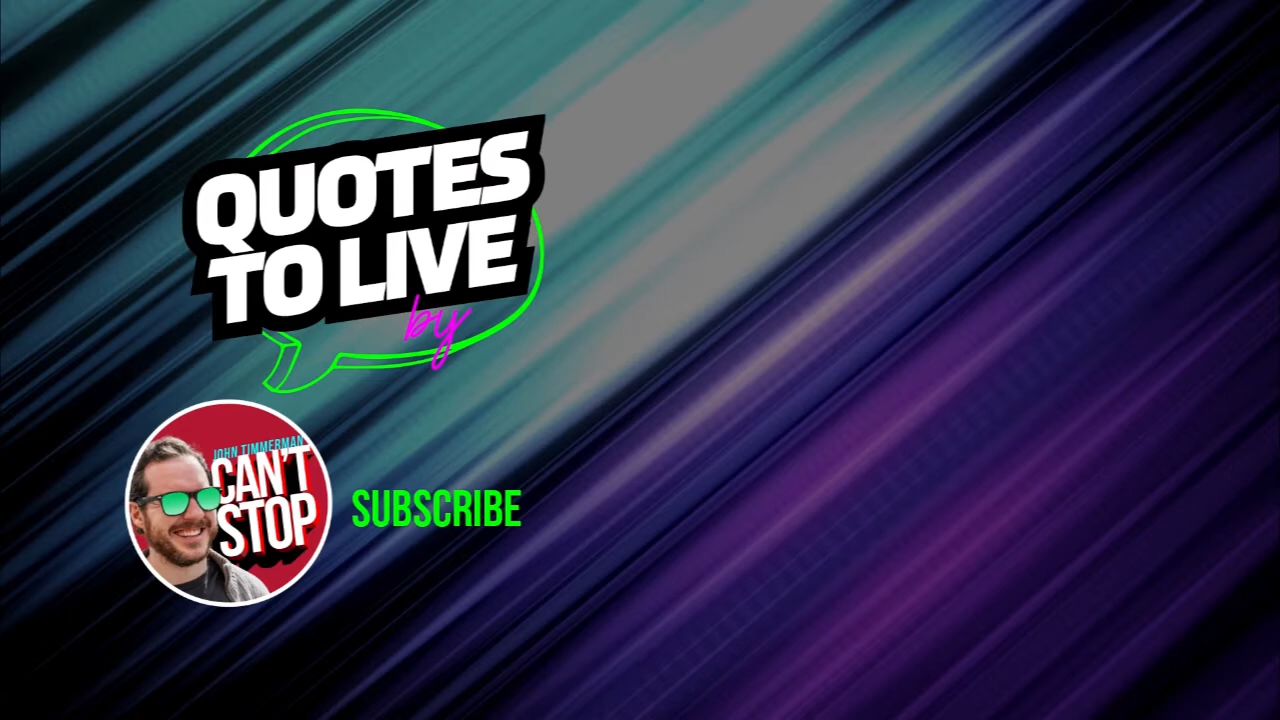 QUOTES
TO LIVE
by
JOHN TIMMERMAN
CAN'T
STOP
SUBSCRIBE